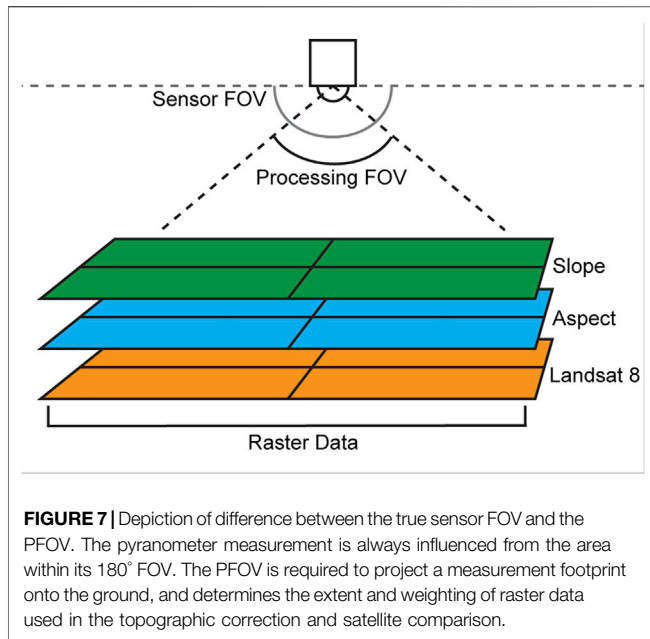 Sensor FOV
Processing FOV
Slope
Aspect
Landsat 8
Raster Data
FIGURE 7 | Depiction of difference between the true sensor FOV and the
PFOV. The pyranometer measurement is always influenced from the area
within its 180° FOV. The PFOV is required to project a measurement footprint
onto the ground, and determines the extent and weighting of raster data
used in the topographic correction and satellite comparison.